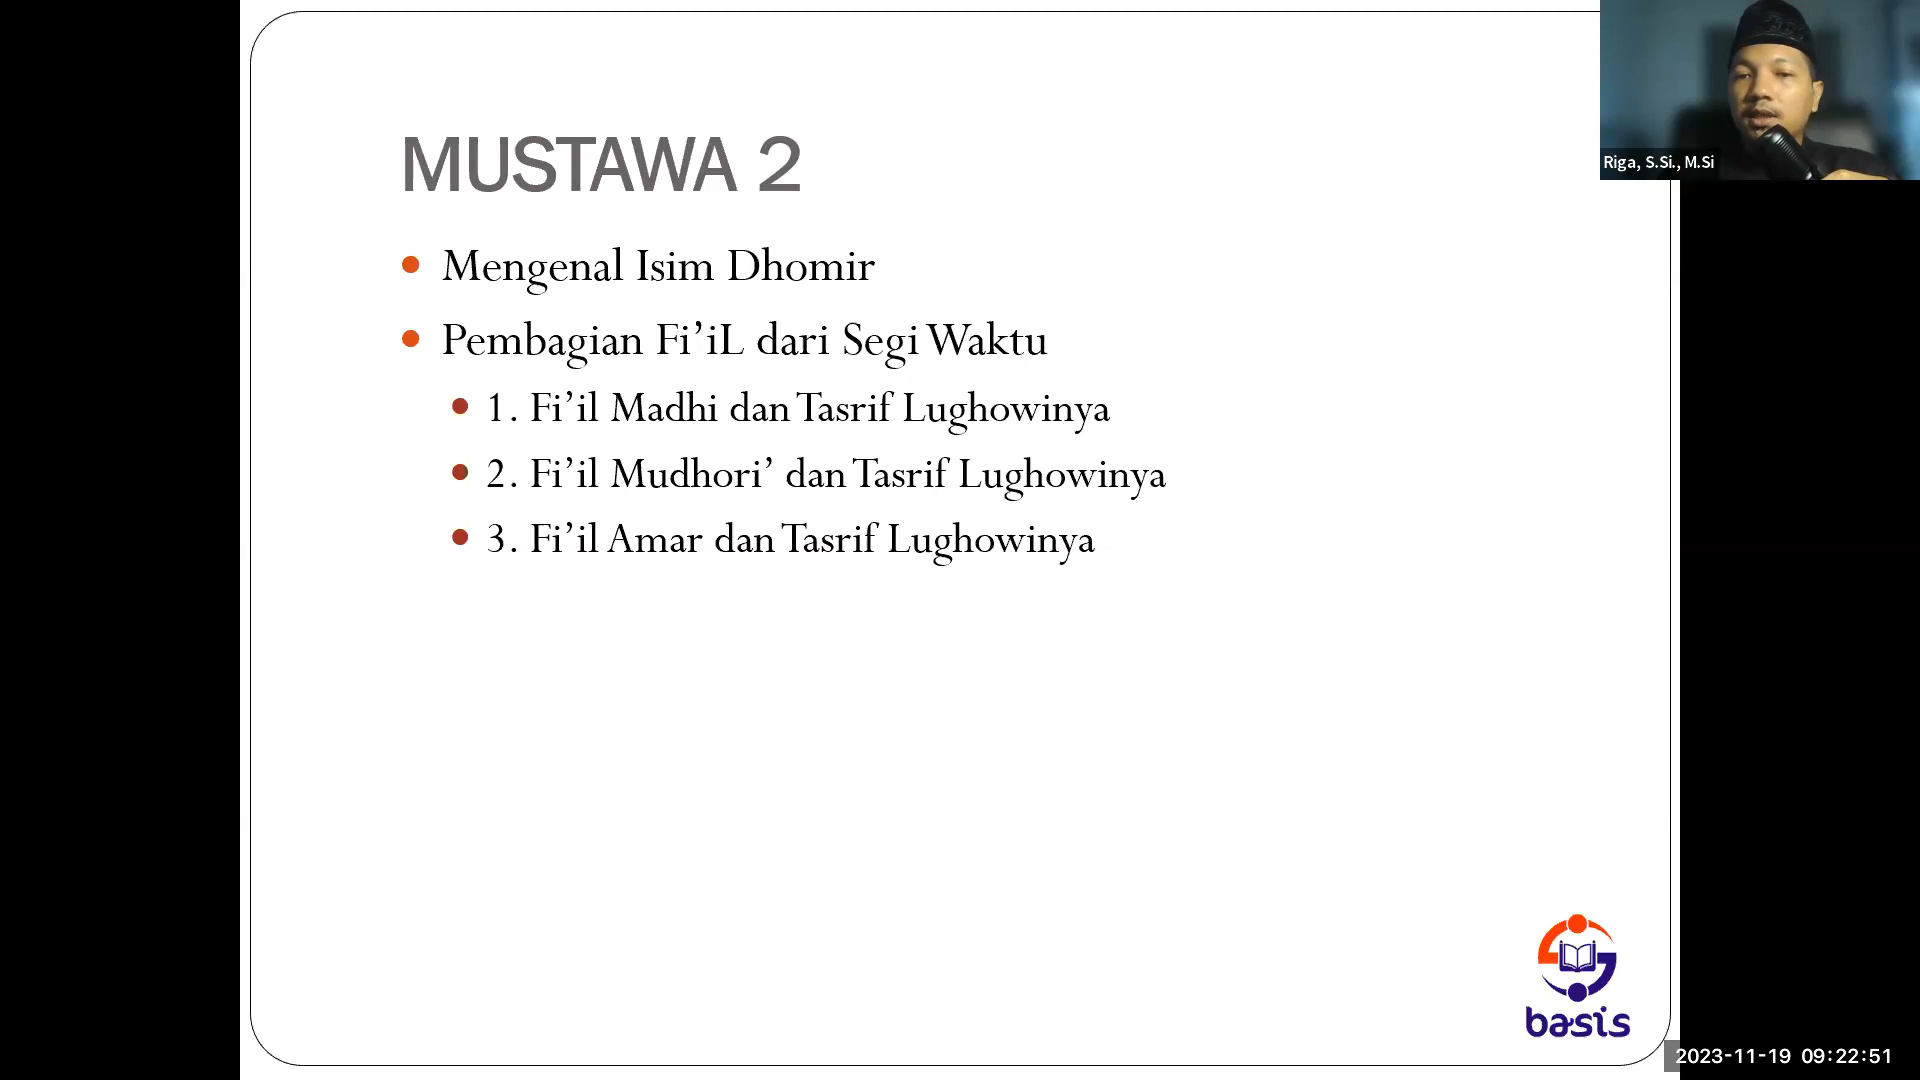 MUSTAWA 2
Mengenal Isim Dhomir
Pembagian Fi’iL dari Segi Waktu
1. Fi’il Madhi dan Tasrif Lughowinya
2. Fi’il Mudhori’ dan Tasrif Lughowinya
3. Fi’il Amar dan Tasrif Lughowinya
Riga, S.Si., M.Si
basis
2023-11-19 09:22:51